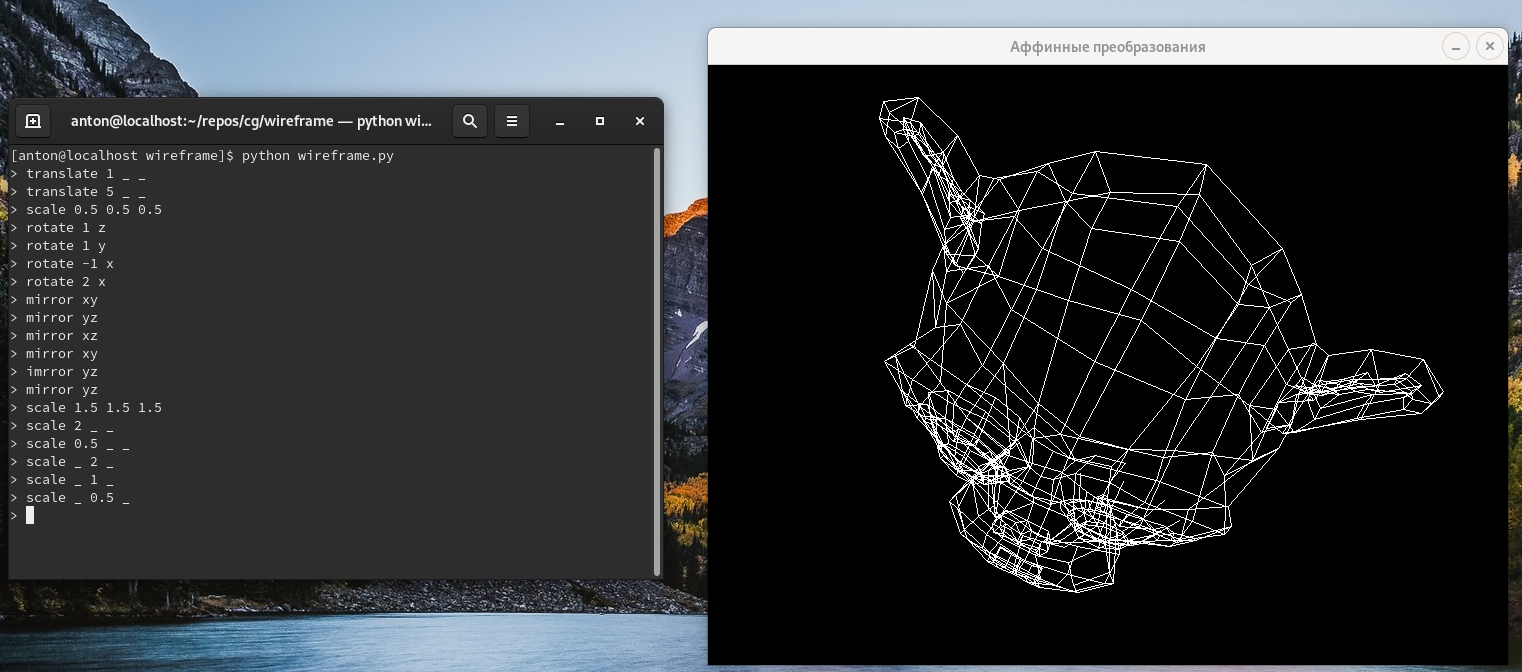 anton@localhost:~/repos/cg/wireframe — python wi...
[anton@localhost wireframe]$ python wireframe.py
> translate 1 _ _
> translate 5 _ _
> scale 0.5 0.5 0.5
> rotate 1 z
> rotate 1 y
> rotate -1 x
> rotate 2 x
> mirror xy
> mirror yz
> mirror xz
> mirror xy
> imrror yz
> mirror yz
> scale 1.5 1.5 1.5
> scale 2 _ _
> scale 0.5 _ _
> scale _ 2 _
> scale _ 1 _
> scale _ 0.5 _
>
Аффинные преобразования